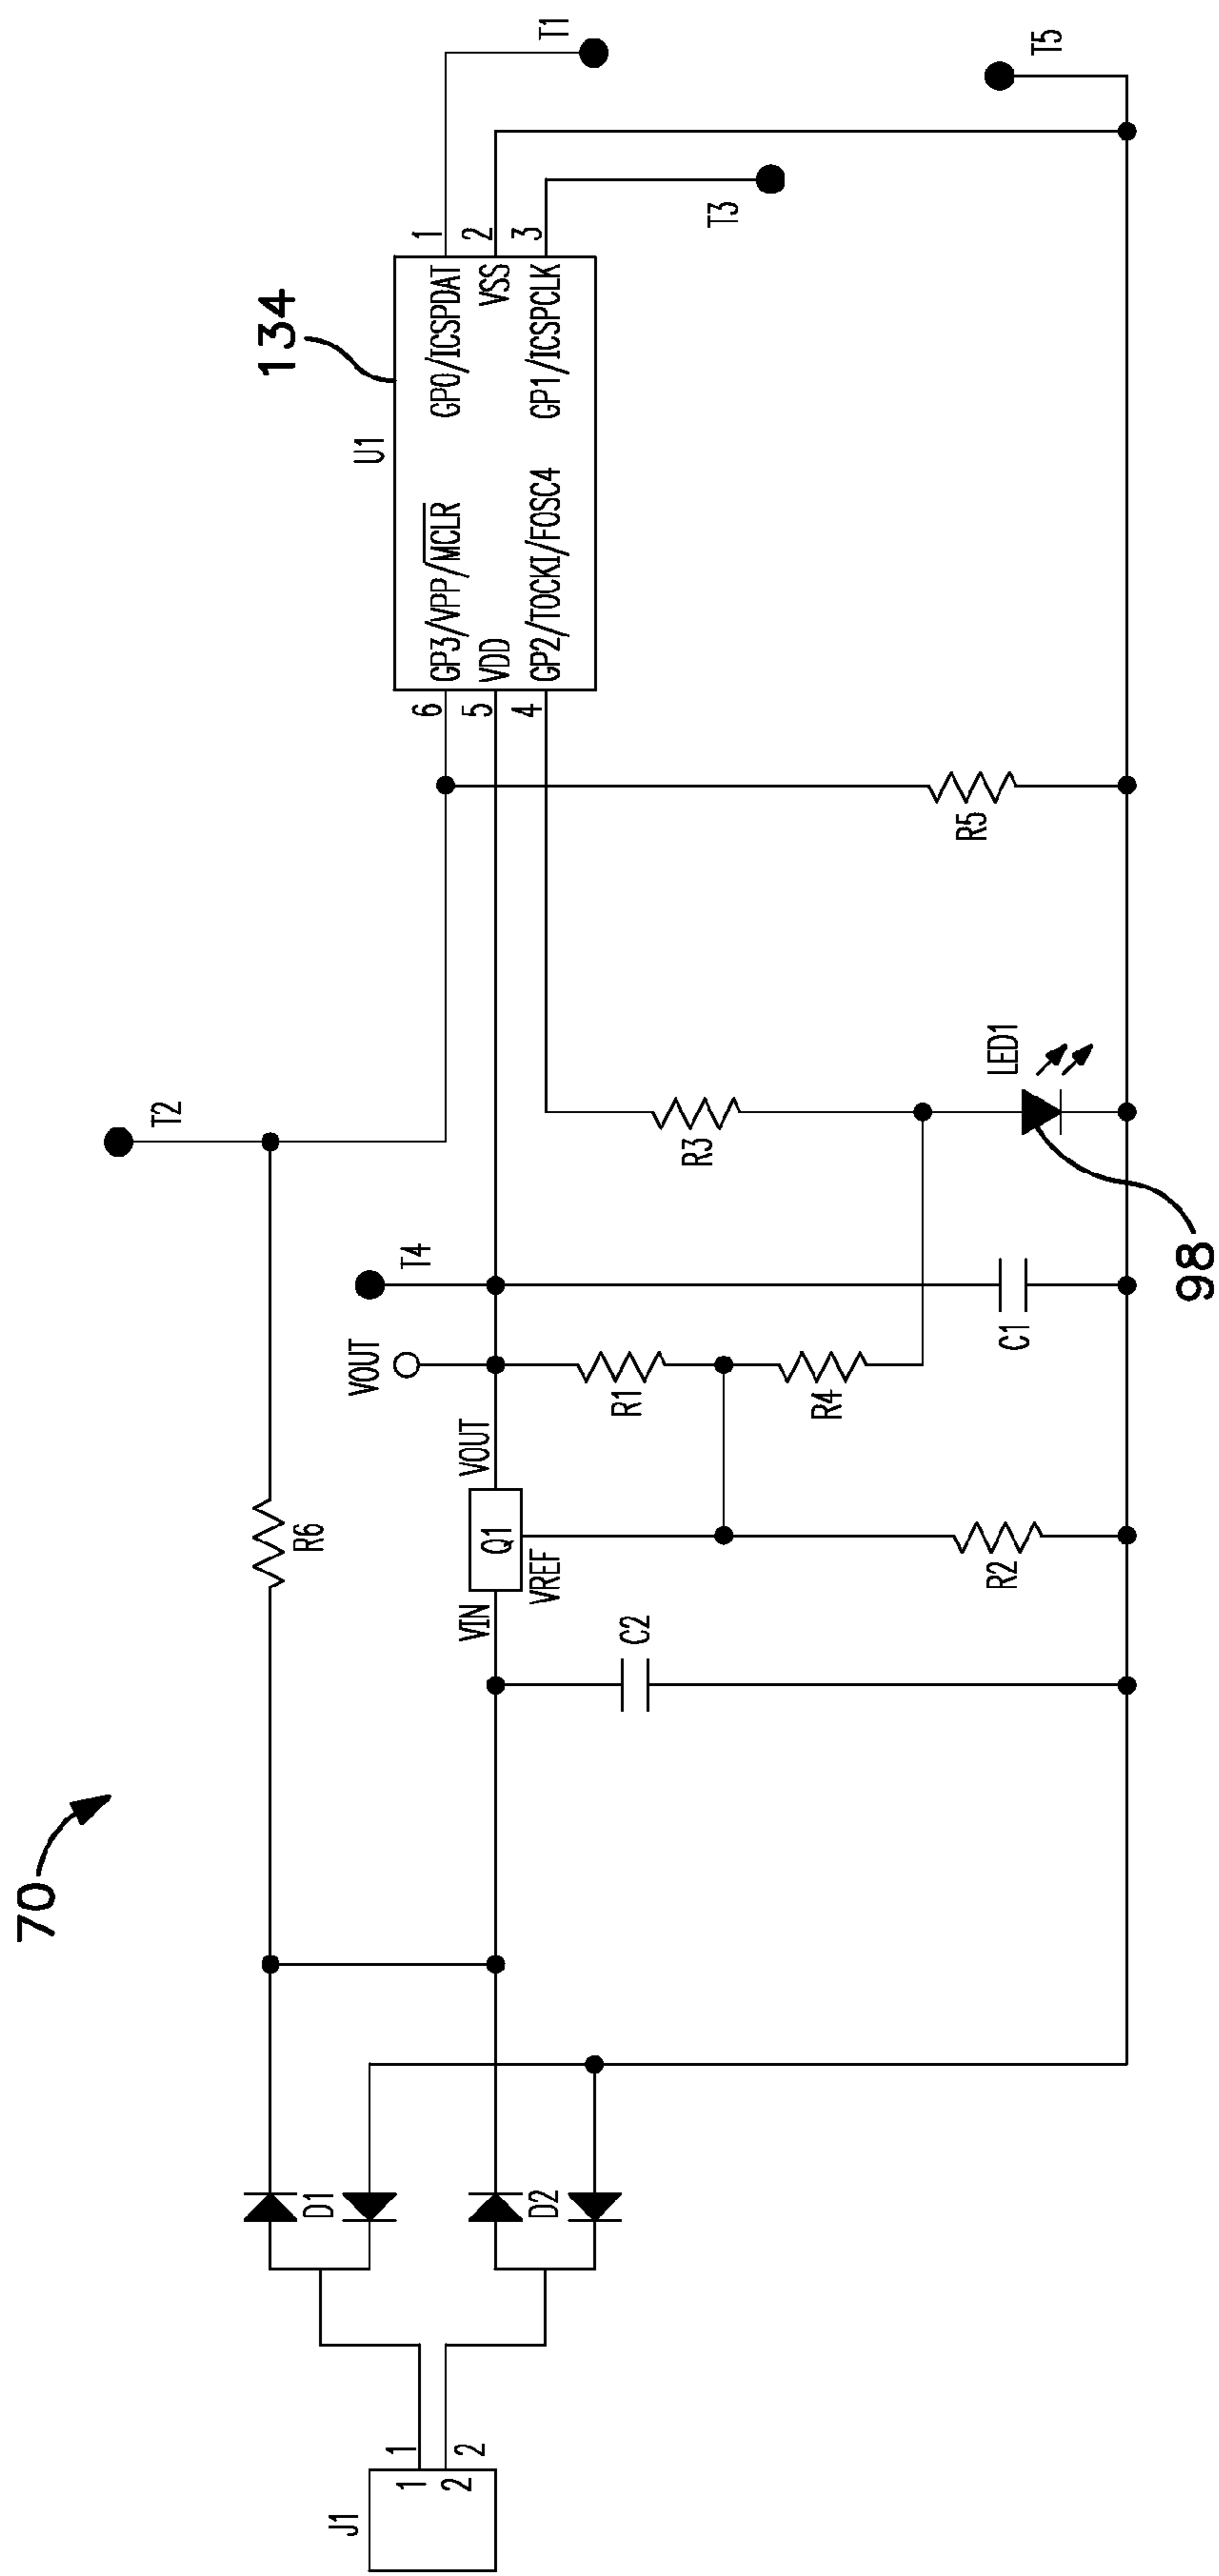 70
134
98
J1
1
2
1
2
D1
D2
R6
T2
VIN
Q1
VOUT
VREF
VOUT
T4
C2
R1
R4
R2
C1
R3
LED1
R5
U1
6
GP3/VPP/MCLR
5
VDD
4
GP2/TOCKI/FOSC4
GP0/ICSPDAT
1
VSS
2
GP1/ICSPCLK
3
T1
T3
T5